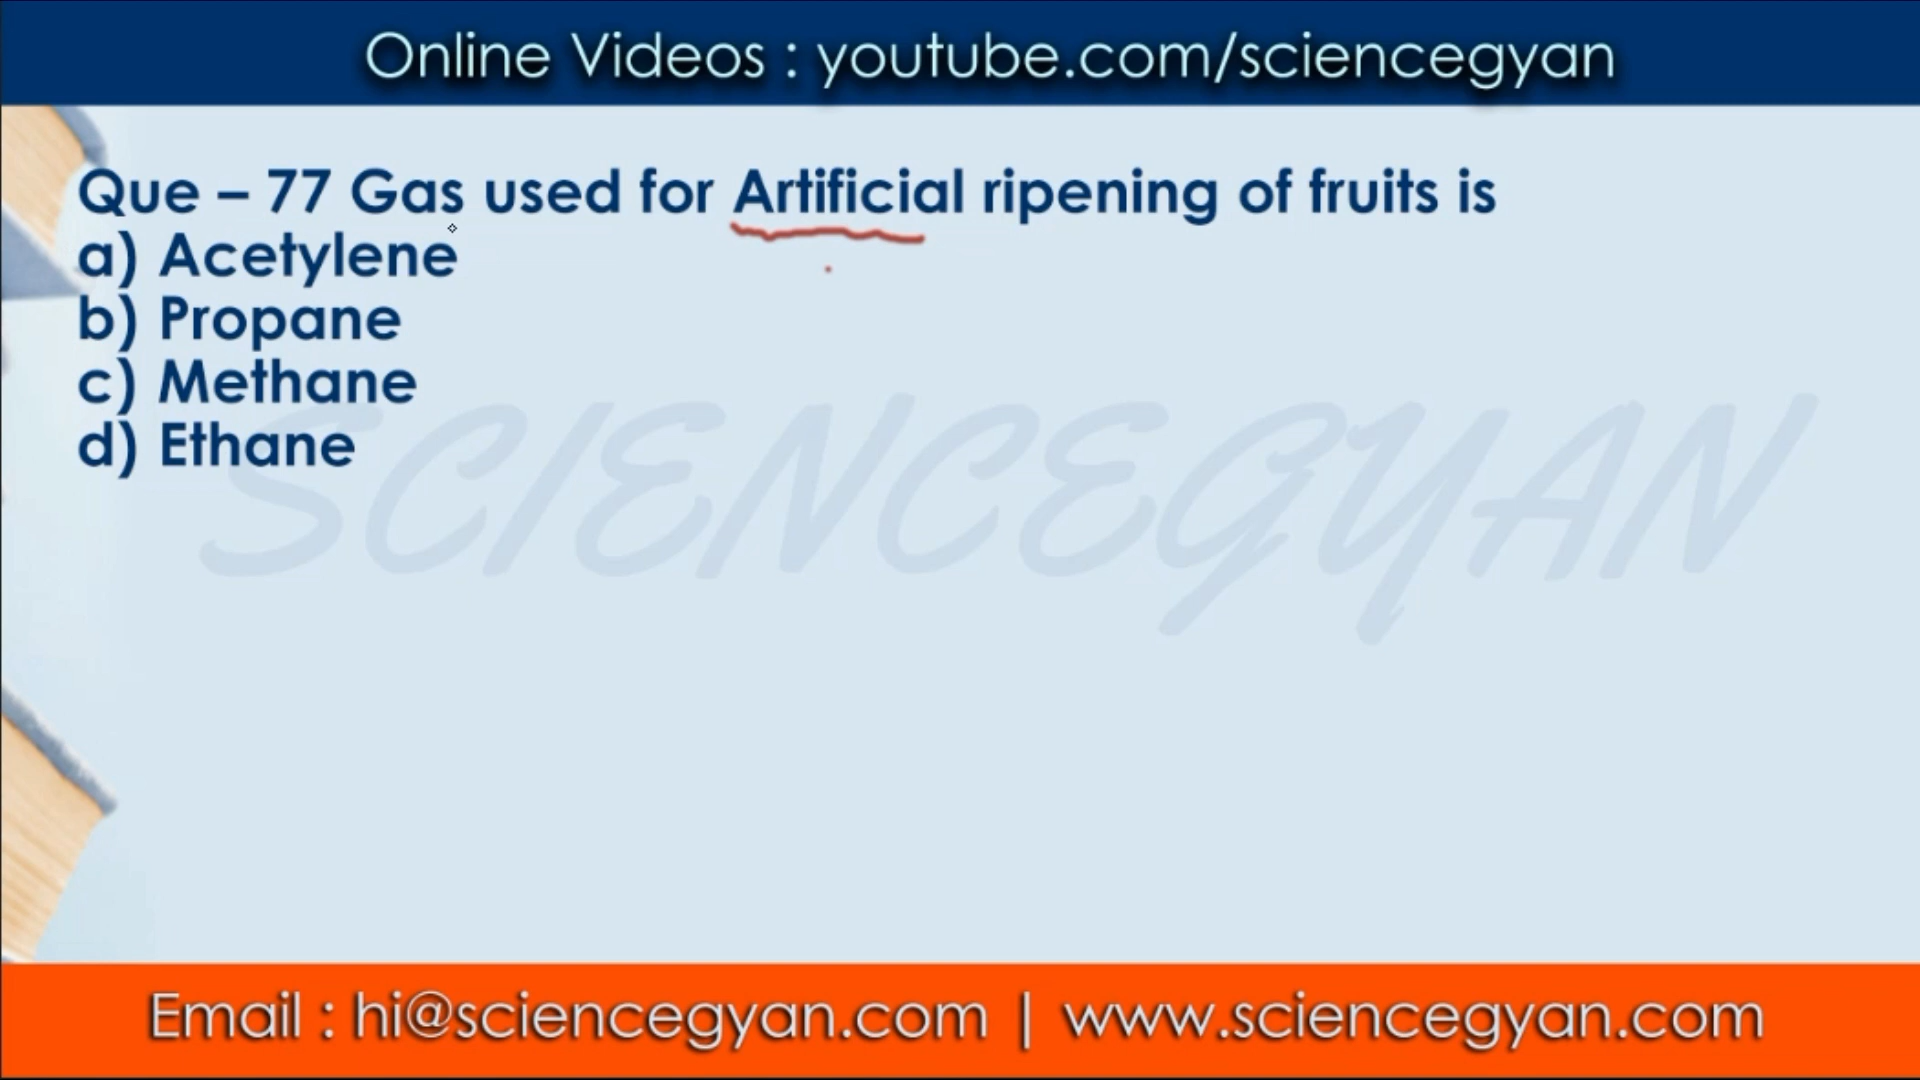 Online Videos : youtube.com/sciencegyan
Que – 77 Gas used for Artificial ripening of fruits is
a) Acetylene
b) Propane
c) Methane
d) Ethane
SCIENCEGYAN
Email : hi@sciencegyan.com | www.sciencegyan.com